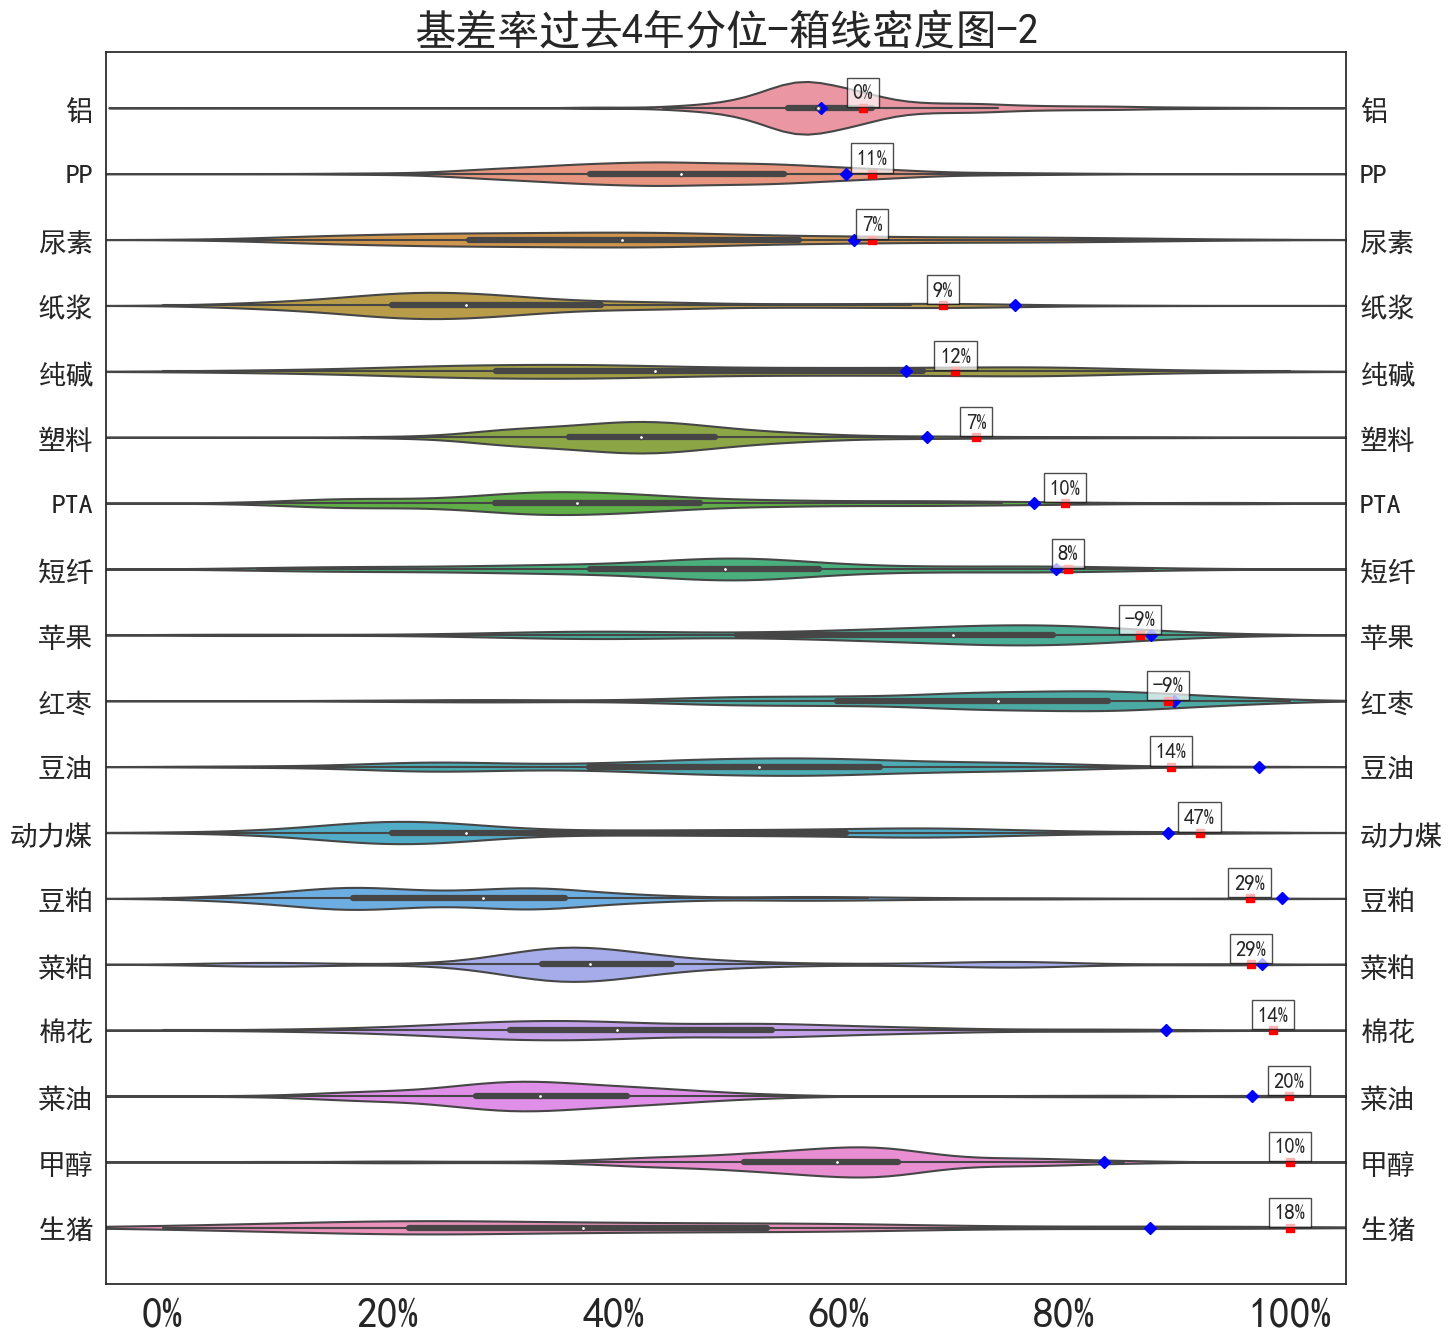 基差率过去4年分位-箱线密度图-2
铝 0% 铝
PP 11% PP
尿素 7% 尿素
纸浆 9% 纸浆
纯碱 12% 纯碱
塑料 7% 塑料
PTA 10% PTA
短纤 8% 短纤
苹果 -9% 苹果
红枣 -9% 红枣
豆油 14% 豆油
动力煤 47% 动力煤
豆粕 29% 豆粕
菜粕 29% 菜粕
棉花 14% 棉花
菜油 20% 菜油
甲醇 10% 甲醇
生猪 18% 生猪
0% 20% 40% 60% 80% 100%